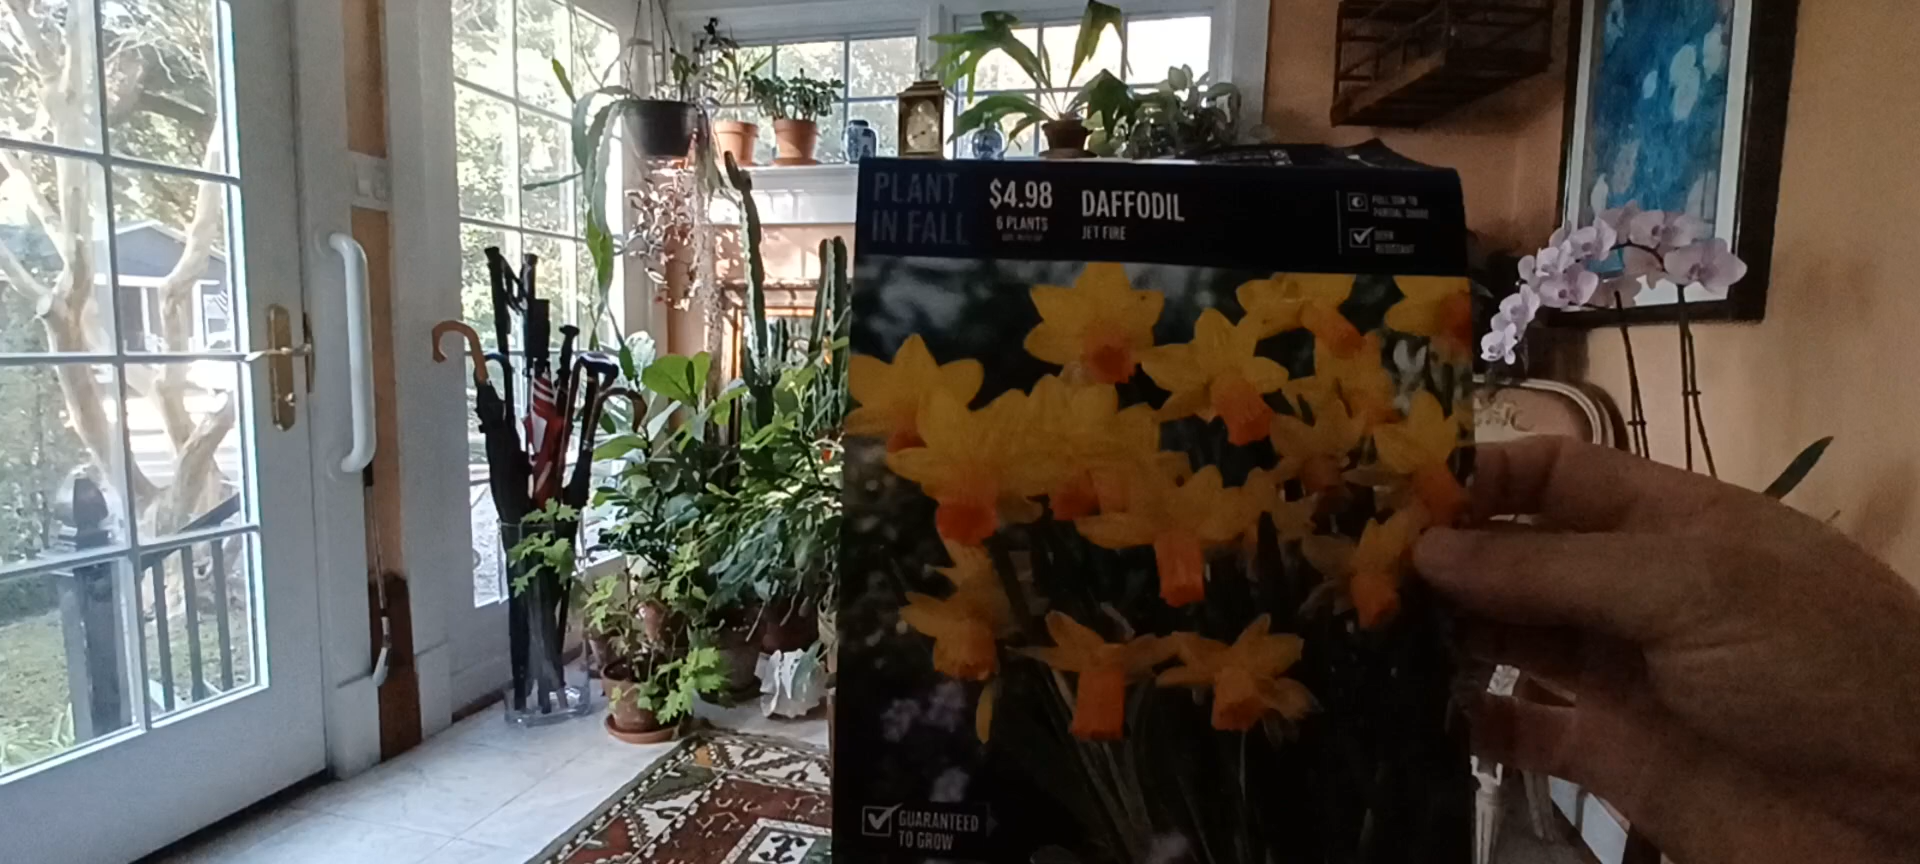 PLANT
IN FALL
$4.98
6 PLANTS
DAFFODIL
JET FIRE
FULL SUN TO
PARTIAL SHADE
DEER
RESISTANT
GUARANTEED
TO GROW